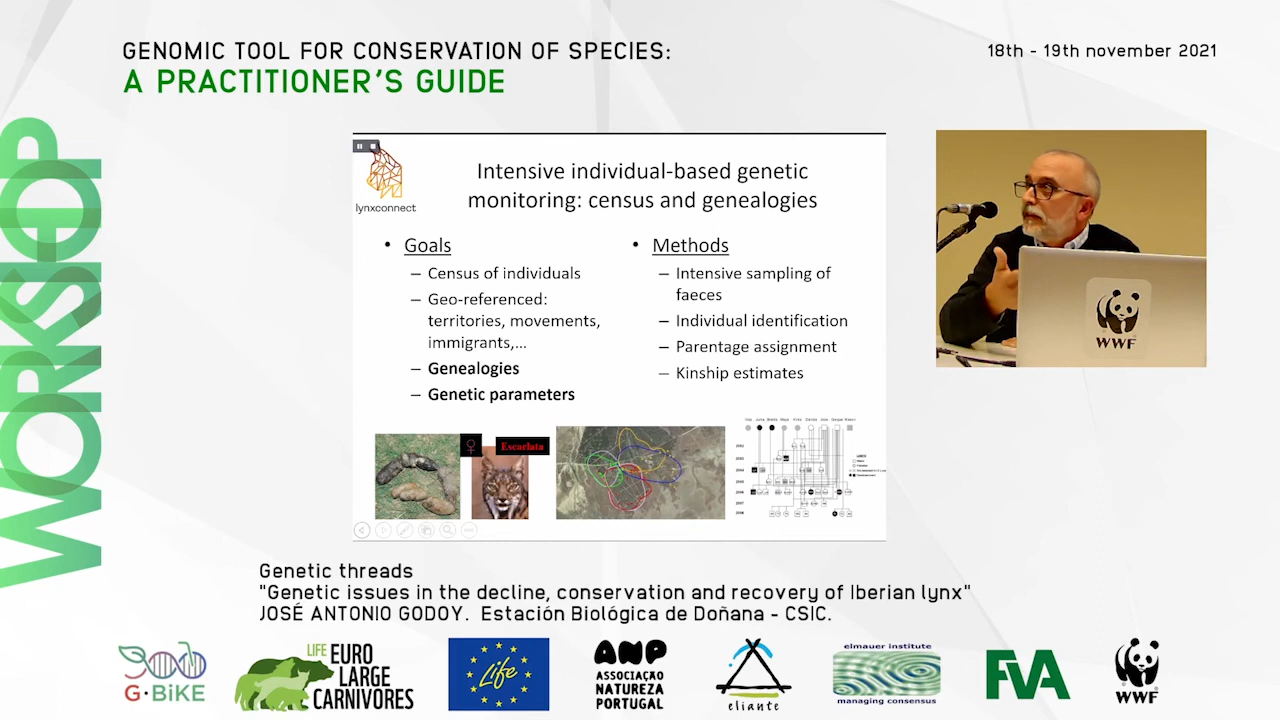 GENOMIC TOOL FOR CONSERVATION OF SPECIES:
A PRACTITIONER'S GUIDE
18th - 19th november 2021
WORKSHOP
lynxconnect
Intensive individual-based genetic
monitoring: census and genealogies
• Goals
– Census of individuals
– Geo-referenced:
territories, movements,
immigrants,...
– Genealogies
– Genetic parameters
• Methods
– Intensive sampling of
faeces
– Individual identification
– Parentage assignment
– Kinship estimates
♀
Escarlata
WWF
Genetic threads
"Genetic issues in the decline, conservation and recovery of Iberian lynx"
JOSÉ ANTONIO GODOY. Estación Biológica de Doñana - CSIC.
G·BiKE
LIFE EURO
LARGE
CARNIVORES
Life
ANP
ASSOCIAÇÃO
NATUREZA
PORTUGAL
eliante
elmauer institute
managing consensus
FVA
WWF